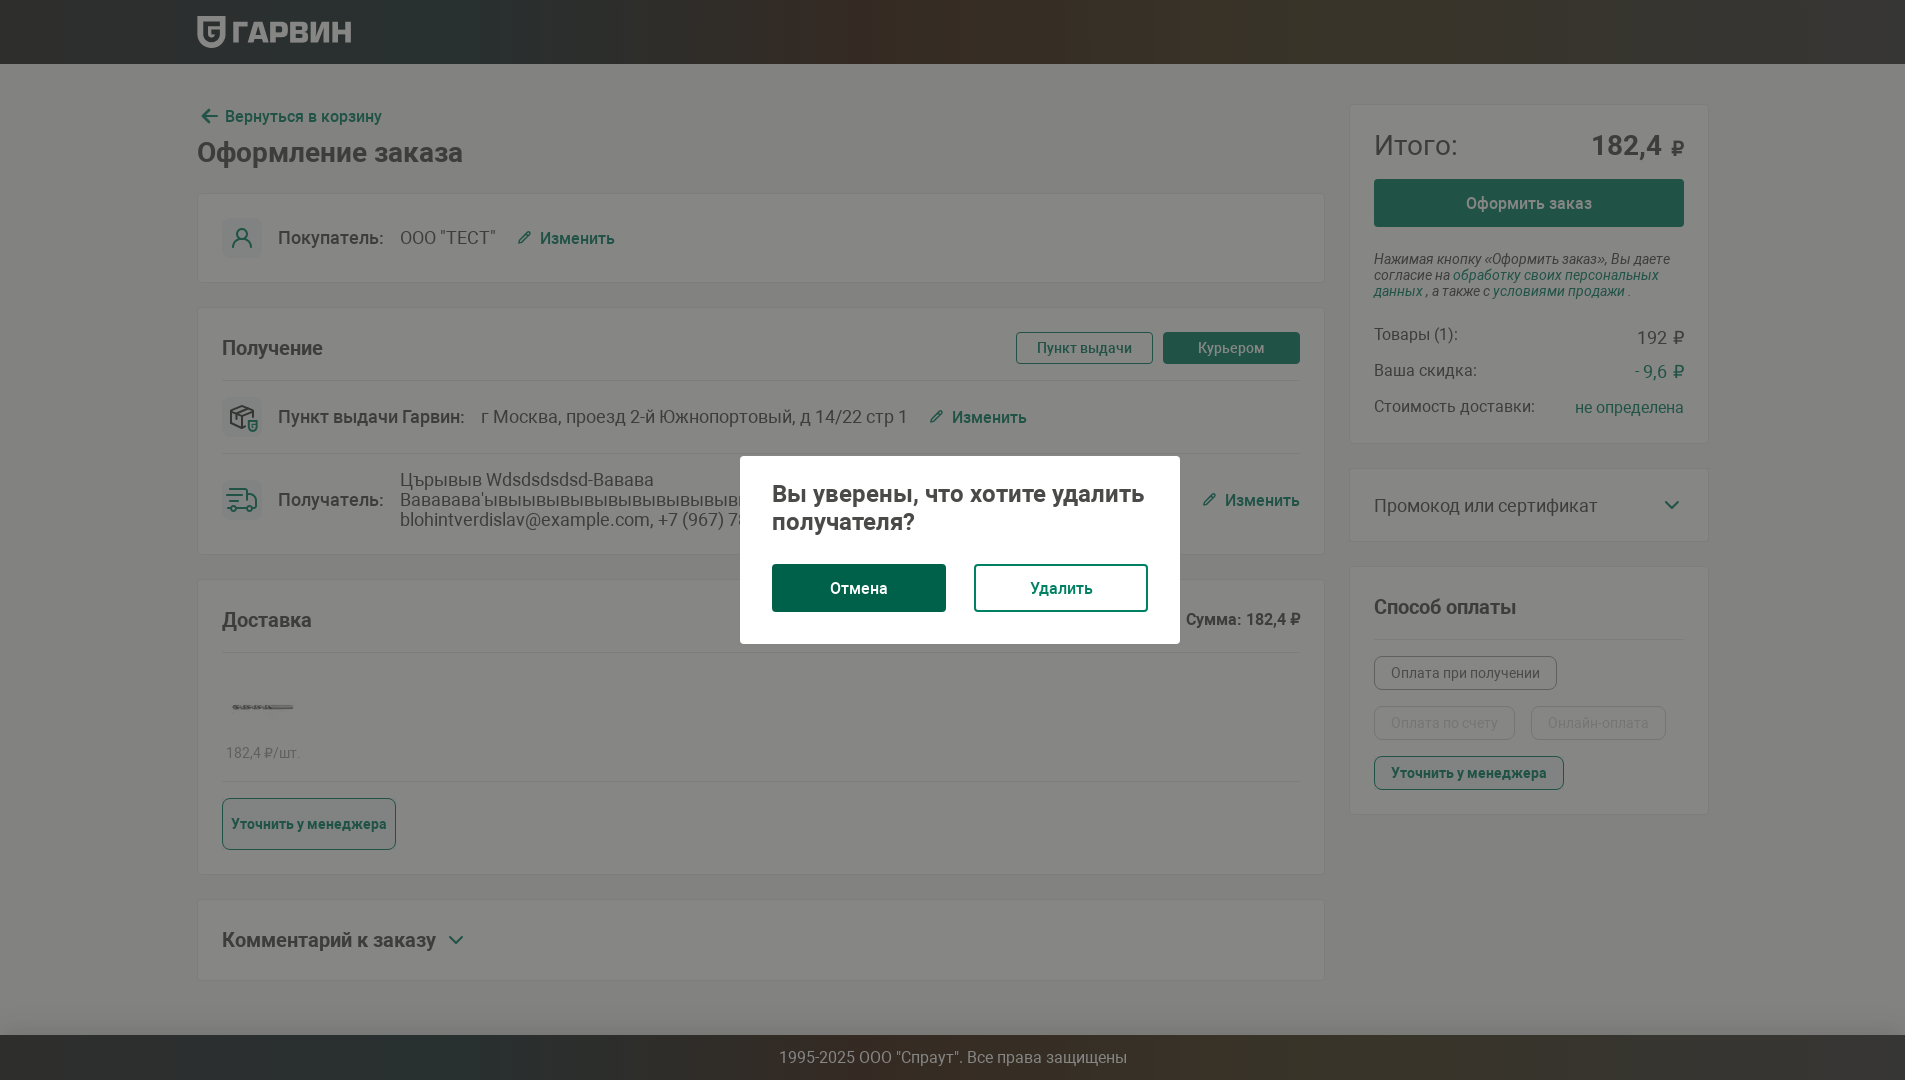 ГАРВИН
Вернуться в корзину
Оформление заказа
Покупатель: ООО "ТЕСТ" Изменить
Получение
Пункт выдачи
Курьером
Пункт выдачи Гарвин: г Москва, проезд 2-й Южнопортовый, д 14/22 стр 1 Изменить
Получатель:
Църывыв Wdsdsdsdsd-Вавава
blohintverdislav@example.com, +7 (967)
Изменить
Вы уверены, что хотите удалить
получателя?
Отмена
Удалить
Доставка
Сумма: 182,4 ₽
182,4 ₽/шт.
Уточнить у менеджера
Комментарий к заказу
Итого: 182,4 ₽
Оформить заказ
Нажимая кнопку «Оформить заказ», Вы даете
согласие на обработку своих персональных
данных , а также с условиями продажи .
Товары (1): 192 ₽
Ваша скидка: - 9,6 ₽
Стоимость доставки: не определена
Промокод или сертификат
Способ оплаты
Оплата при получении
Оплата по счету
Онлайн-оплата
Уточнить у менеджера
1995-2025 ООО "Спраут". Все права защищены